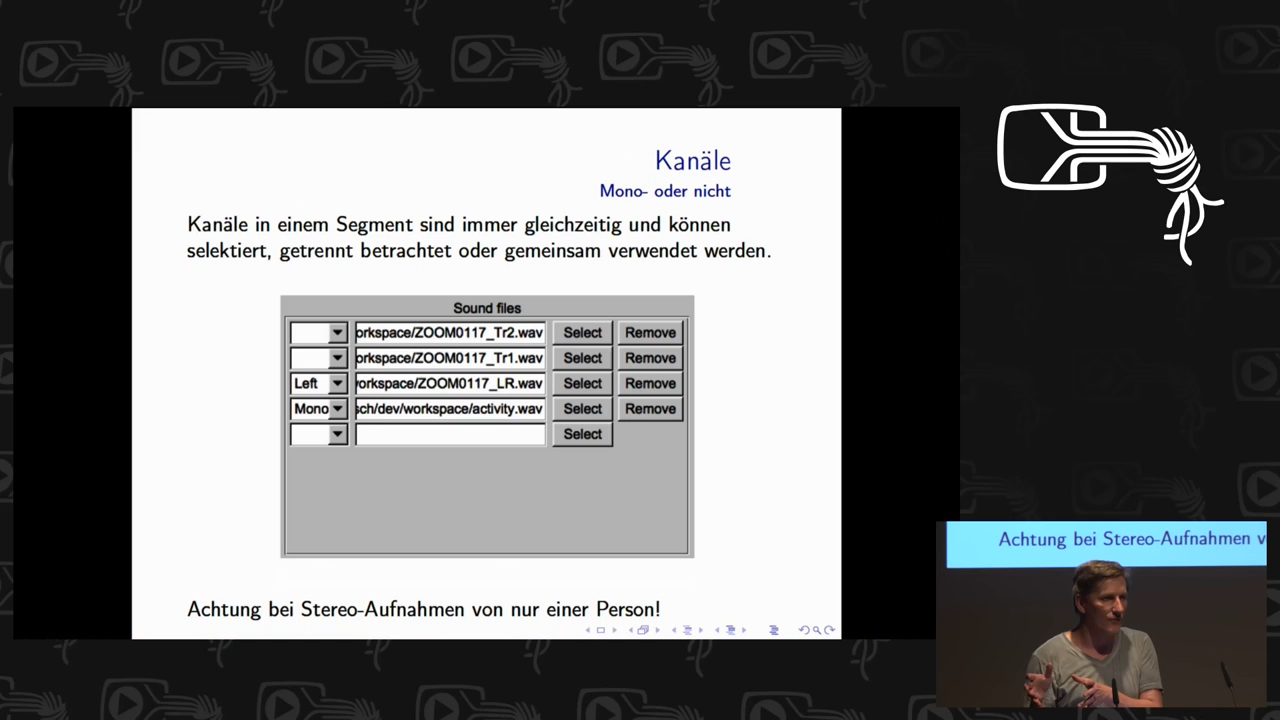 Kanäle
Mono- oder nicht
Kanäle in einem Segment sind immer gleichzeitig und können
selektiert, getrennt betrachtet oder gemeinsam verwendet werden.
Sound files
orkspace/ZOOM0117_Tr2.wav Select Remove
orkspace/ZOOM0117_Tr1.wav Select Remove
Left vorkspace/ZOOM0117_LR.wav Select Remove
Mono sch/dev/workspace/activity.wav Select Remove
Select
Achtung bei Stereo-Aufnahmen von nur einer Person!
Achtung bei Stereo-Aufnahmen v